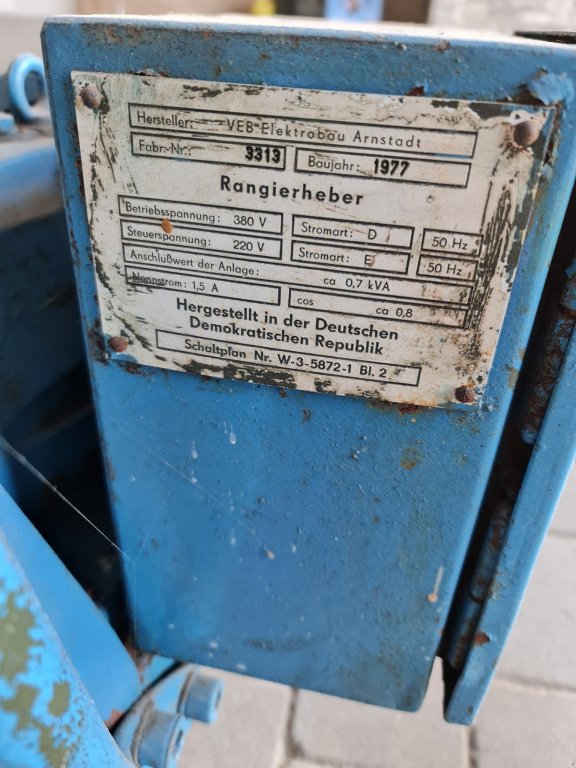 Hersteller: VEB Elektrobau Arnstadt
Fabr.-Nr.: 3313 Baujahr: 1977
Rangierheber
Betriebsspannung: 380 V Stromart: D 50 Hz
Steuerspannung: 220 V Stromart: E 50 Hz
Anschlußwert der Anlage: ca 0,7 kVA
Nennstrom: 1,5 A cos ca 0,8
Hergestellt in der Deutschen
Demokratischen Republik
Schaltplan Nr. W-3-5872-1 Bl. 2